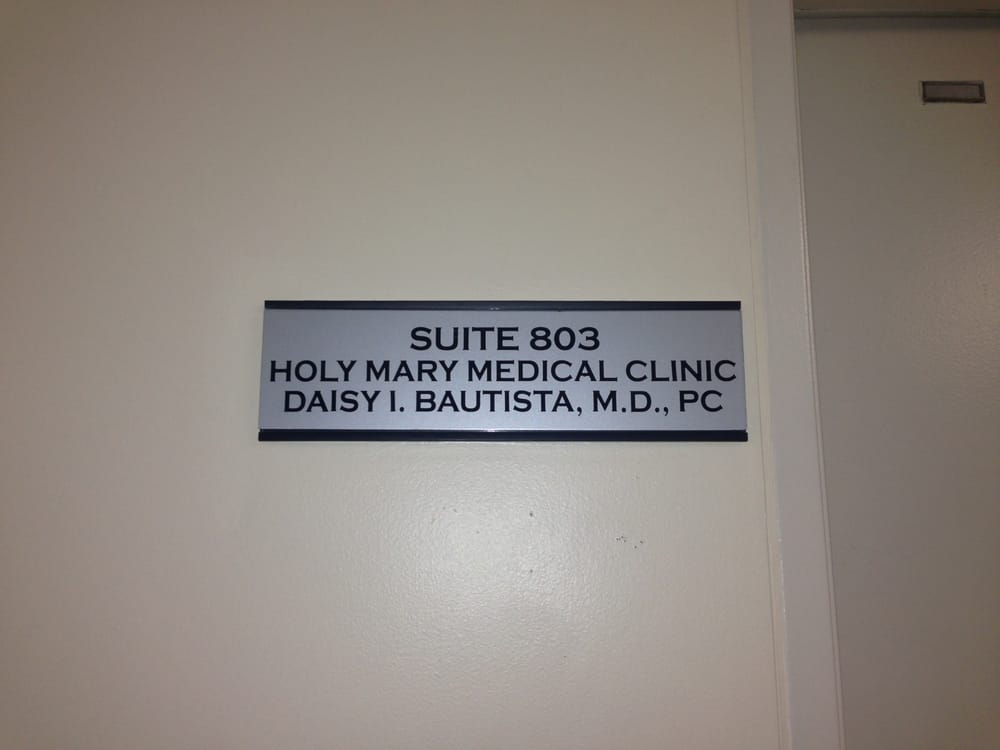 SUITE 803
HOLY MARY MEDICAL CLINIC
DAISY I. BAUTISTA, M.D., PC